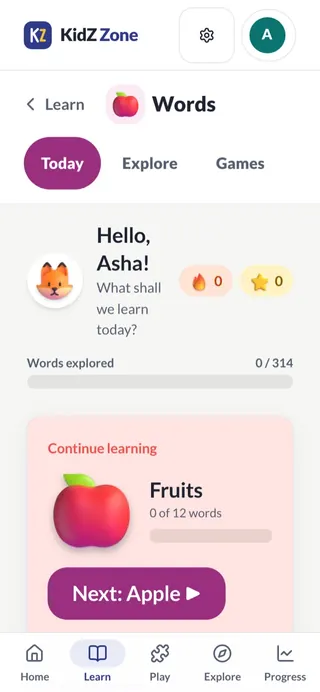 KZ KidZ Zone
A
Learn
Words
Today
Explore
Games
Hello,
Asha!
What shall
we learn
today?
0
0
Words explored
0 / 314
Continue learning
Fruits
0 of 12 words
Next: Apple
Home
Learn
Play
Explore
Progress